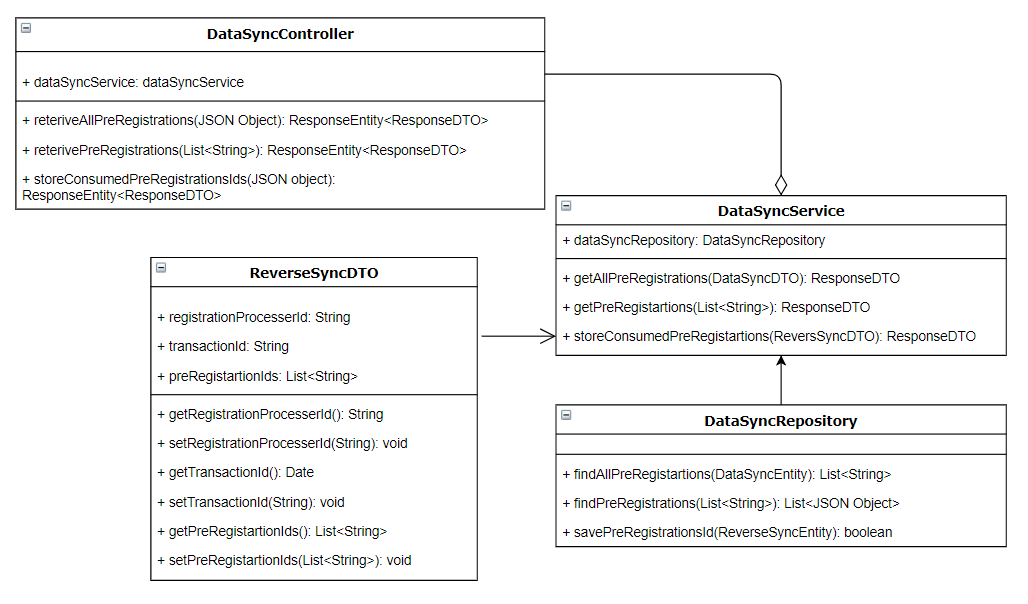 DataSyncController
+ dataSyncService: dataSyncService
+ reteriveAllPreRegistrations(JSON Object): ResponseEntity<ResponseDTO>
+ reterivePreRegistrations(List<String>): ResponseEntity<ResponseDTO>
+ storeConsumedPreRegistrationsIds(JSON object):
ResponseEntity<ResponseDTO>
DataSyncService
+ dataSyncRepository: DataSyncRepository
+ getAllPreRegistrations(DataSyncDTO): ResponseDTO
+ getPreRegistartions(List<String>): ResponseDTO
+ storeConsumedPreRegistartions(ReversSyncDTO): ResponseDTO
ReverseSyncDTO
+ registrationProcesserId: String
+ transactionId: String
+ preRegistartionIds: List<String>
+ getRegistrationProcesserId(): String
+ setRegistrationProcesserId(String): void
+ getTransactionId(): Date
+ setTransactionId(String): void
+ getPreRegistartionIds(): List<String>
+ setPreRegistartionIds(List<String>): void
DataSyncRepository
+ findAllPreRegistartions(DataSyncEntity): List<String>
+ findPreRegistrations(List<String>): List<JSON Object>
+ savePreRegistrationsId(ReverseSyncEntity): boolean